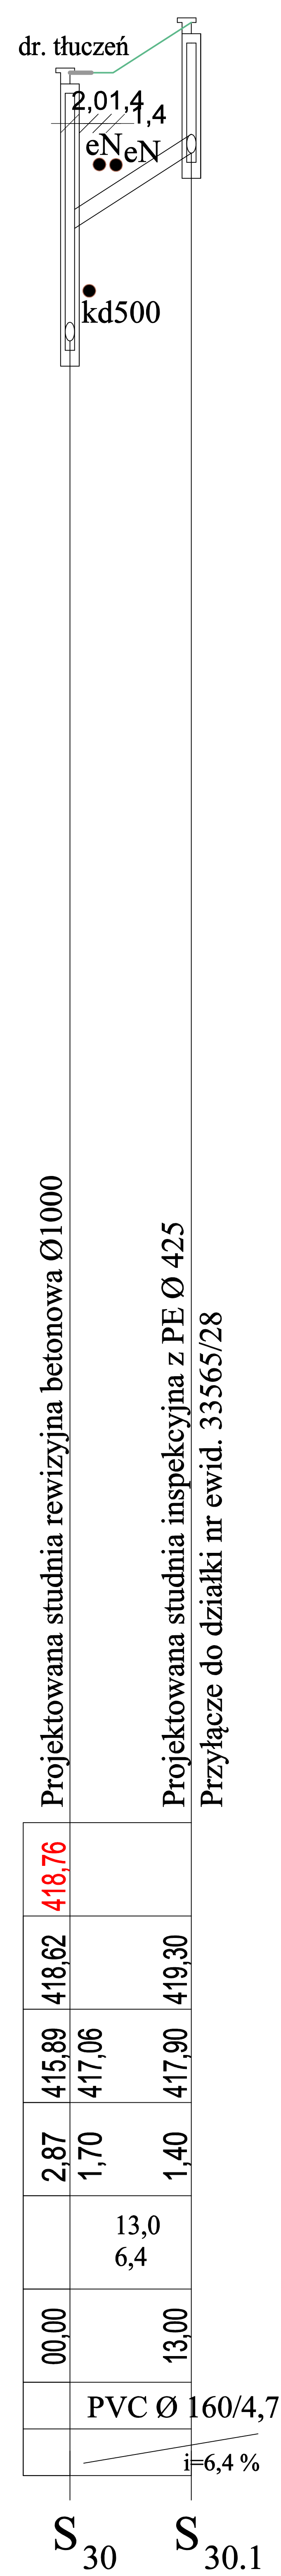 dr. tłuczeń
2,01,4
1,4
eN
eN
kd500
Projektowana studnia rewizyjna betonowa Ø1000
Projektowana studnia inspekcyjna z PE Ø 425
Przyłącze do działki nr ewid. 33565/28
418,76
418,62
419,30
415,89
417,06
417,90
2,87
1,70
1,40
13,0
6,4
00,00
13,00
PVC Ø 160/4,7
i=6,4 %
S30
S30.1